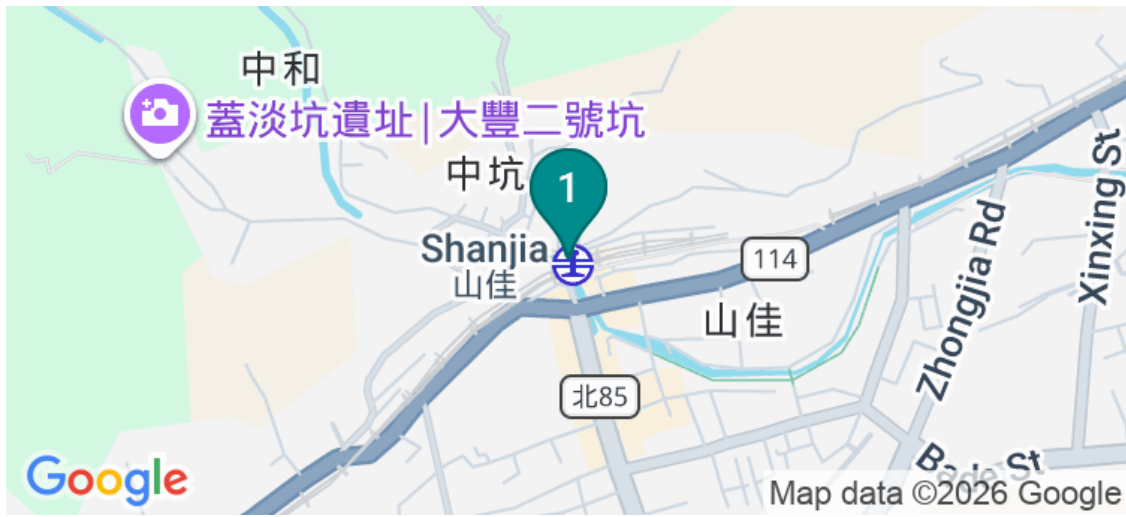 中和
蓋淡坑遺址|大豐二號坑
中坑
1
Shanjia
山佳
114
山佳
北85
Zhongjia Rd
Xinxing St
Bade St
Google
Map data ©2026 Google